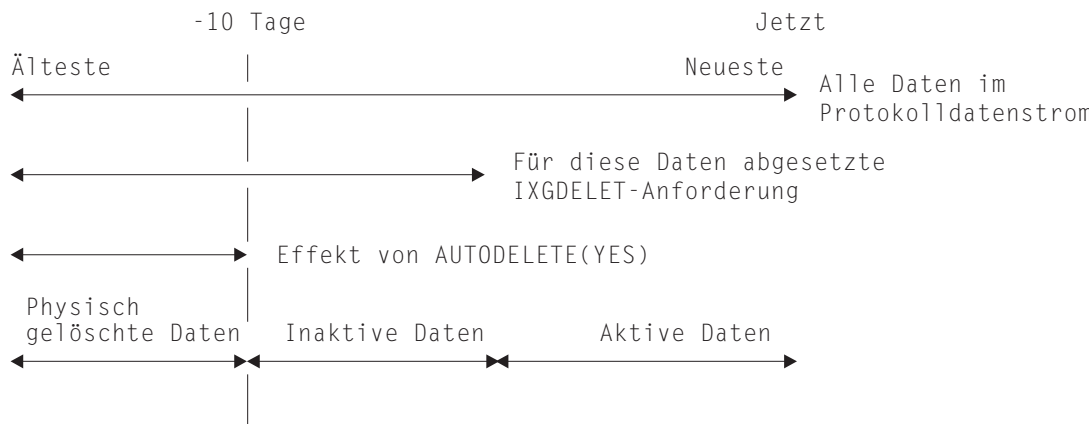 -10 Tage
Jetzt
Älteste
Neueste
Alle Daten im
Protokolldatenstrom
Für diese Daten abgesetzte
IXGDELET-Anforderung
Effekt von AUTODELETE(YES)
Physisch
gelöschte Daten
Inaktive Daten
Aktive Daten